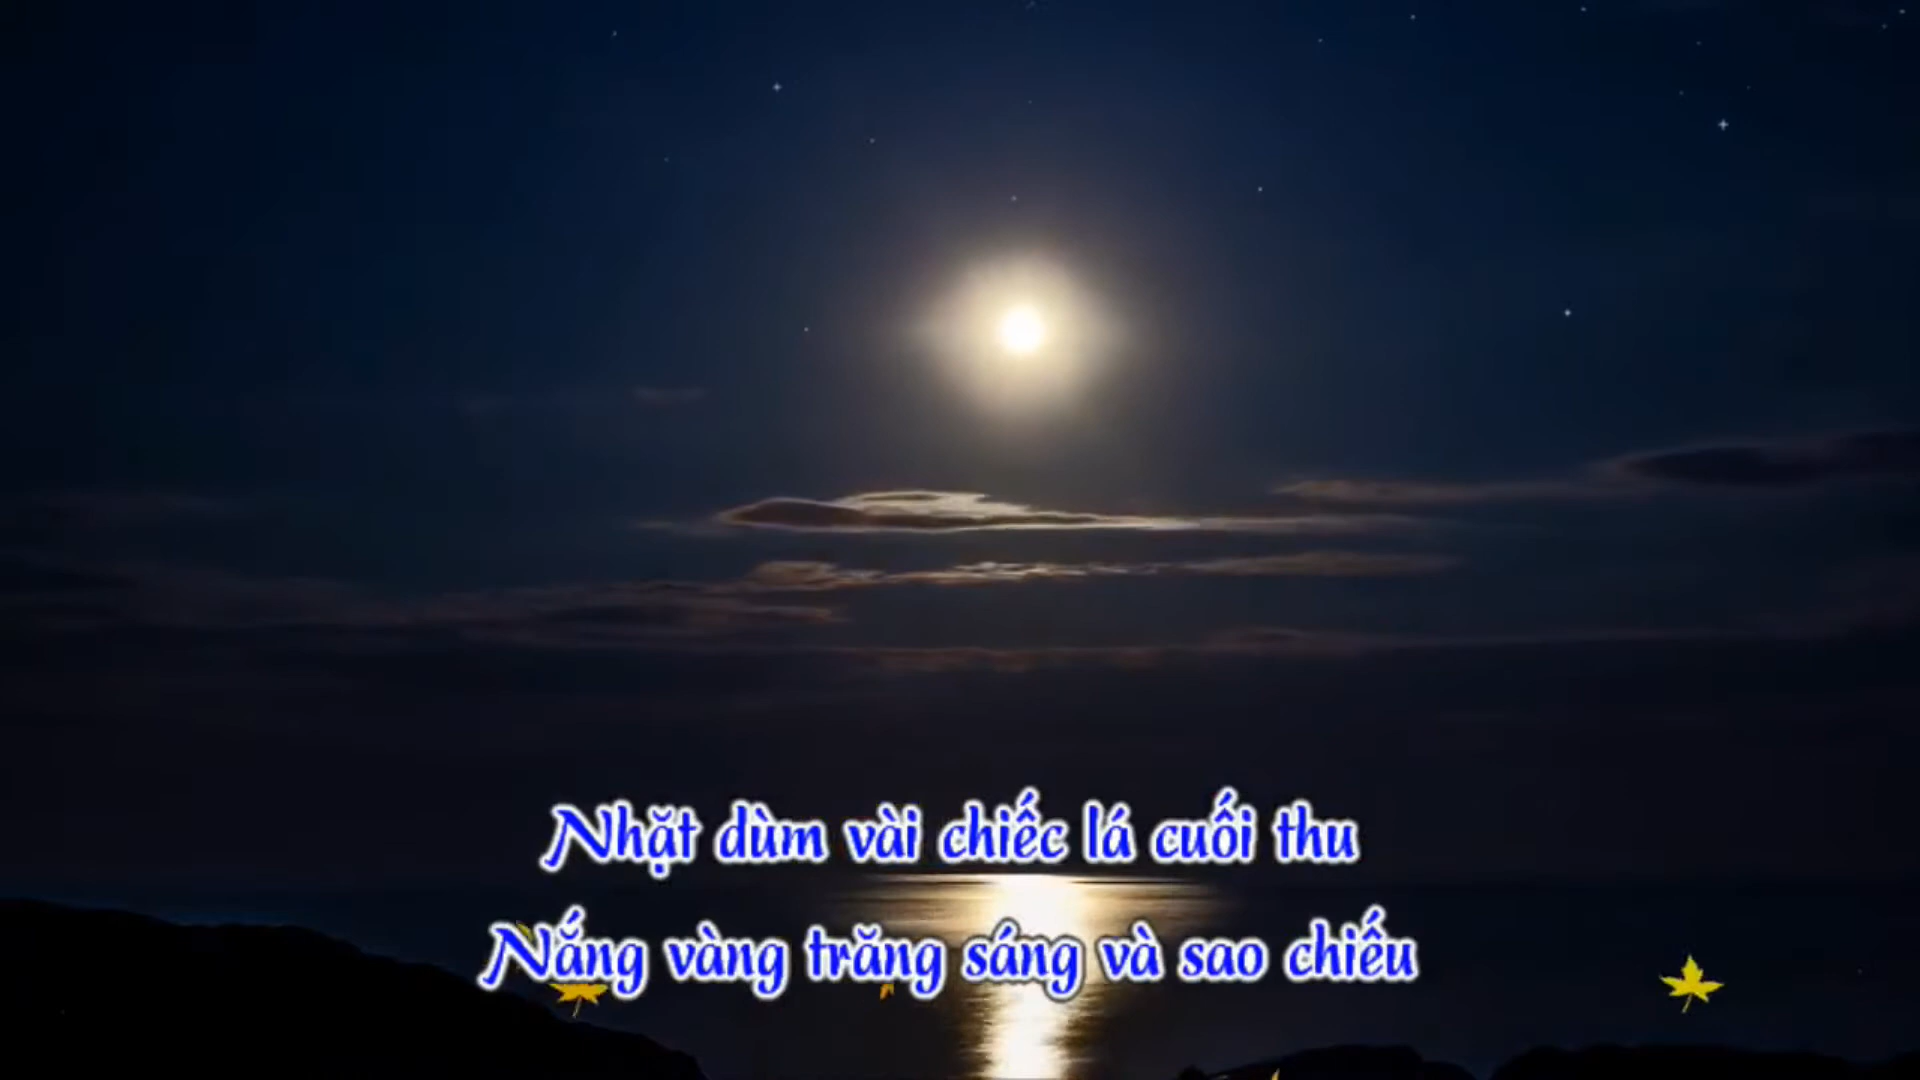 Nhặt dùm vài chiếc lá cuối thu
Nắng vàng trăng sáng và sao chiếu